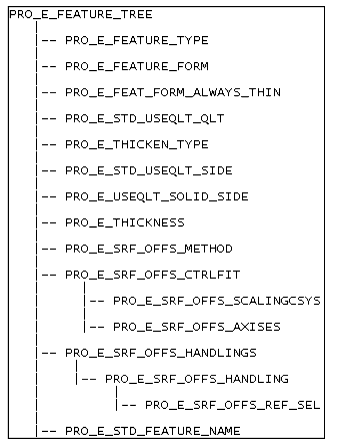 PRO_E_FEATURE_TREE
|-- PRO_E_FEATURE_TYPE
|-- PRO_E_FEATURE_FORM
|-- PRO_E_FEAT_FORM_ALWAYS_THIN
|-- PRO_E_STD_USEQLT_QLT
|-- PRO_E_THICKEN_TYPE
|-- PRO_E_STD_USEQLT_SIDE
|-- PRO_E_USEQLT_SOLID_SIDE
|-- PRO_E_THICKNESS
|-- PRO_E_SRF_OFFS_METHOD
|-- PRO_E_SRF_OFFS_CTRLFIT
|-- PRO_E_SRF_OFFS_SCALINGCSYS
|-- PRO_E_SRF_OFFS_AXISES
|-- PRO_E_SRF_OFFS_HANDLINGS
|-- PRO_E_SRF_OFFS_HANDLING
|-- PRO_E_SRF_OFFS_REF_SEL
|-- PRO_E_STD_FEATURE_NAME